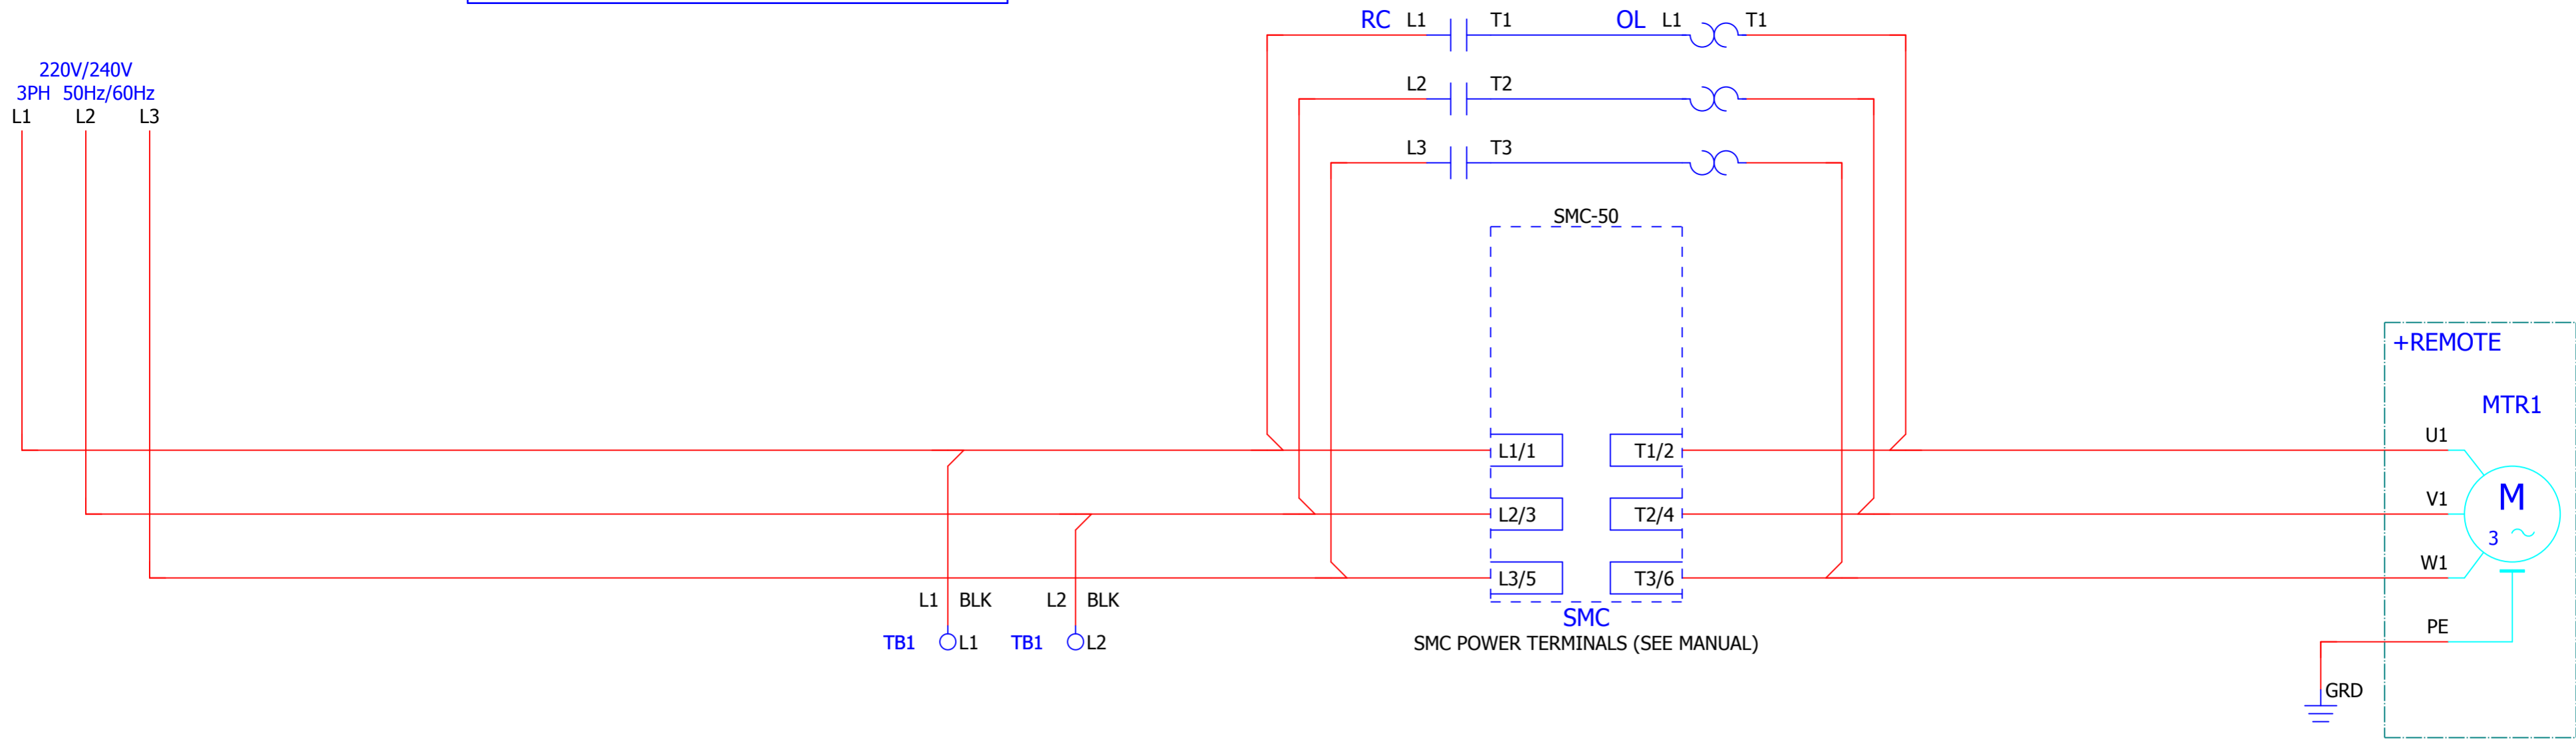 RC L1 T1 OL L1 T1
220V/240V
3PH 50Hz/60Hz
L1 L2 L3
L2 T2
L3 T3
SMC-50
+REMOTE
MTR1
U1
L1/1 T1/2
M
V1
L2/3 T2/4
3
W1
L3/5 T3/6
L1 BLK L2 BLK
SMC
PE
TB1 L1 TB1 L2
SMC POWER TERMINALS (SEE MANUAL)
GRD